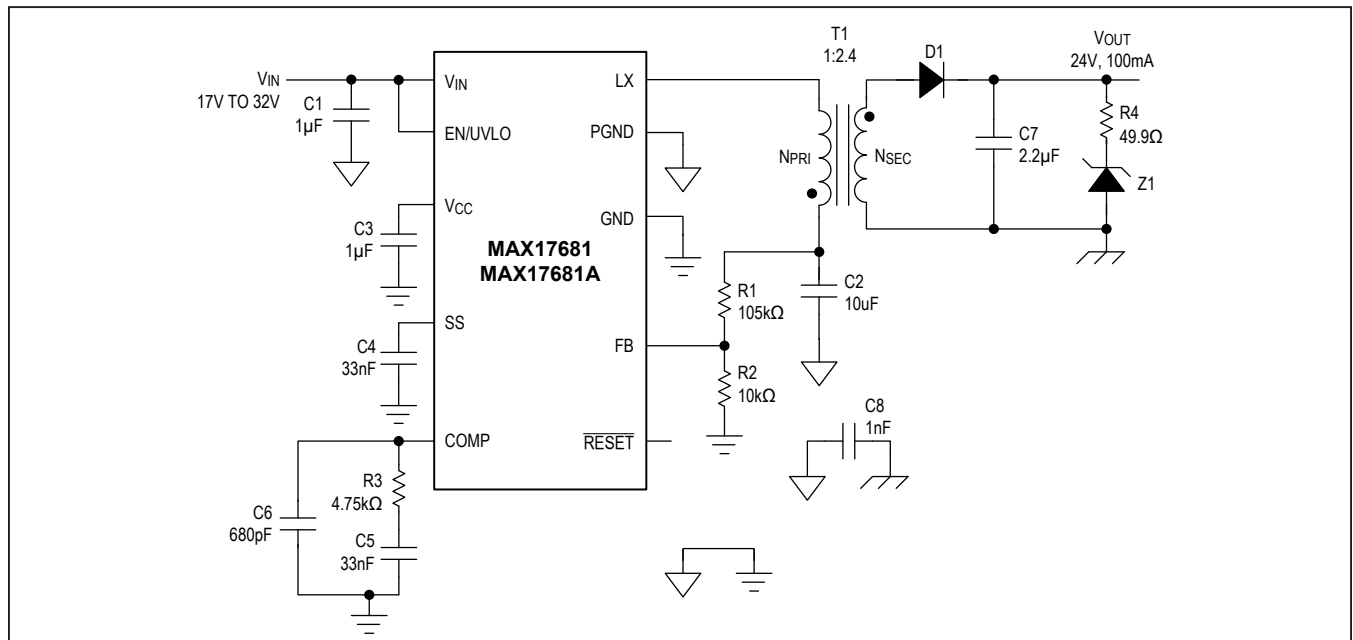 T1
1:2.4
D1
VOUT
24V, 100mA
VIN
17V TO 32V
C1
1µF
VIN
LX
EN/UVLO
PGND
NPRI
NSEC
C7
2.2µF
R4
49.9Ω
Z1
VCC
GND
C3
1µF
MAX17681
MAX17681A
R1
105kΩ
C2
10uF
SS
FB
C4
33nF
R2
10kΩ
C8
1nF
COMP
RESET
R3
4.75kΩ
C6
680pF
C5
33nF